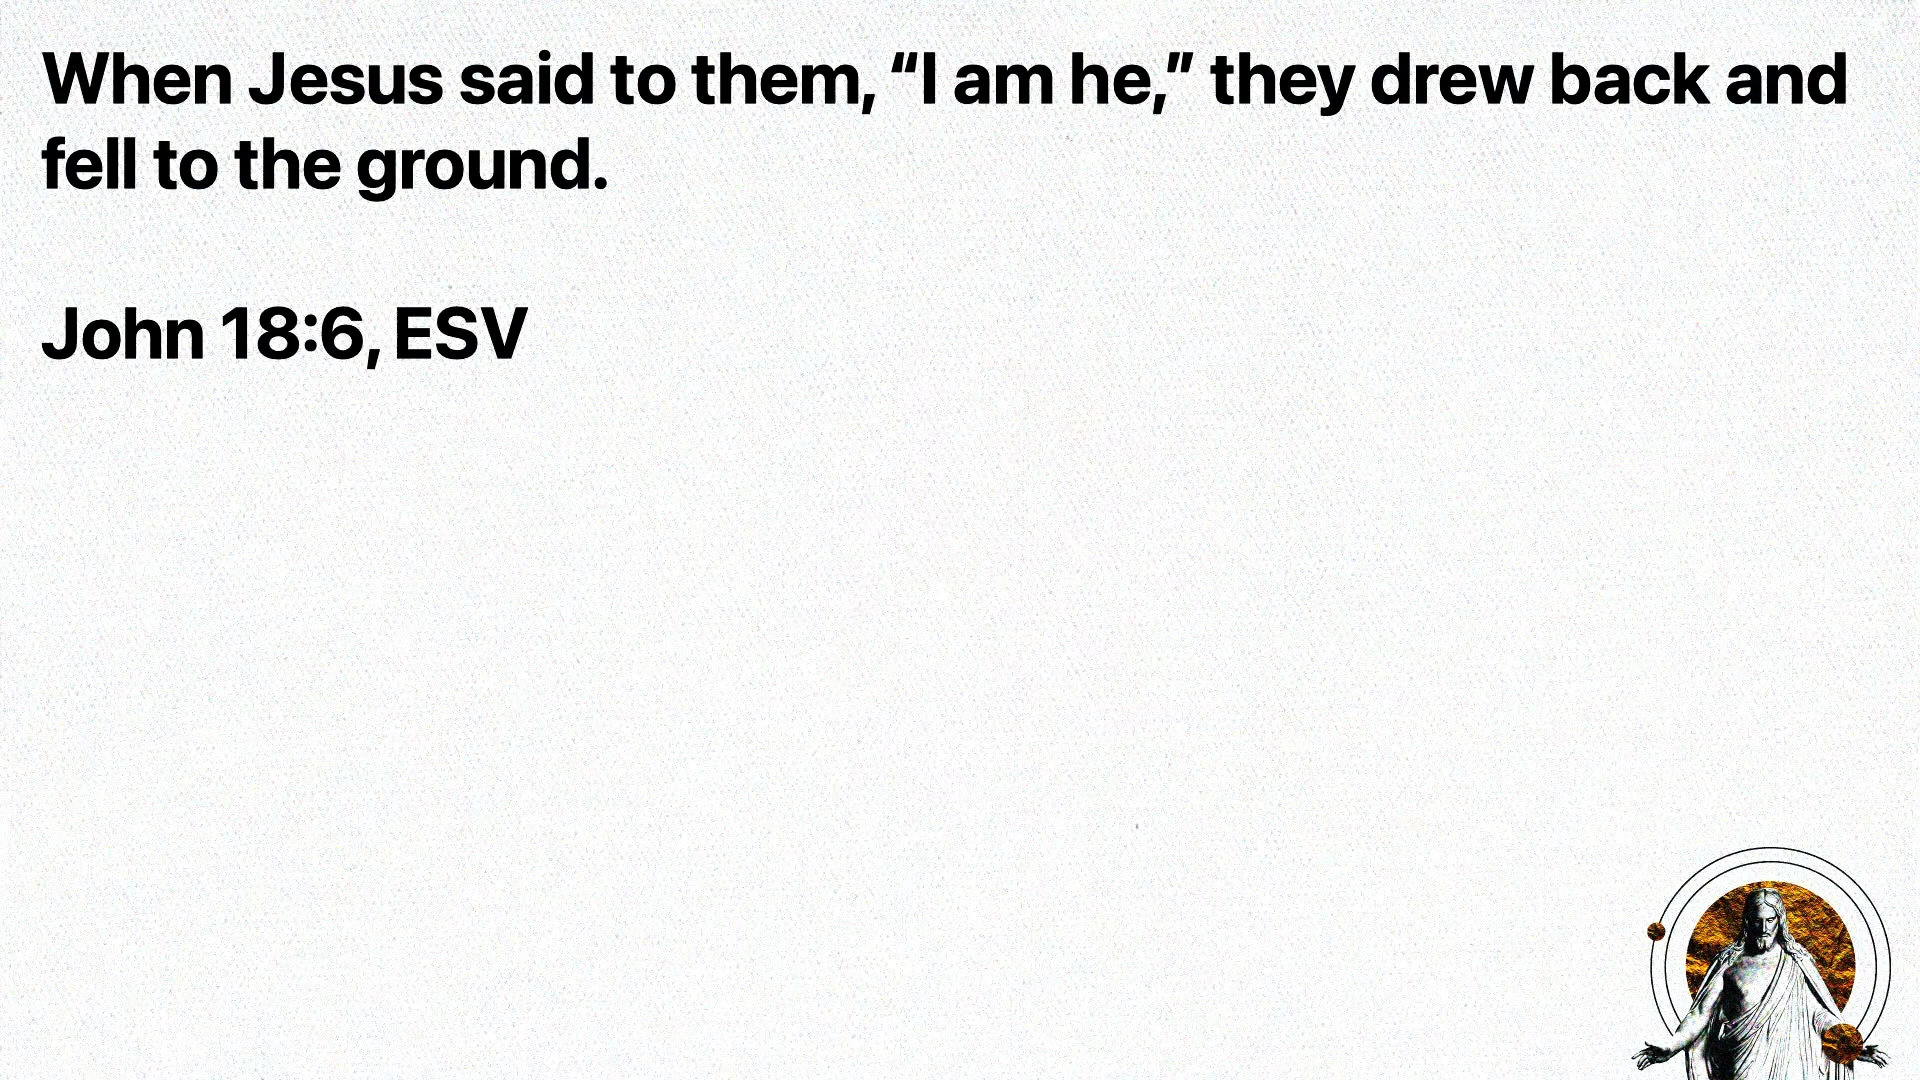 When Jesus said to them, “I am he,” they drew back and
fell to the ground.
John 18:6, ESV